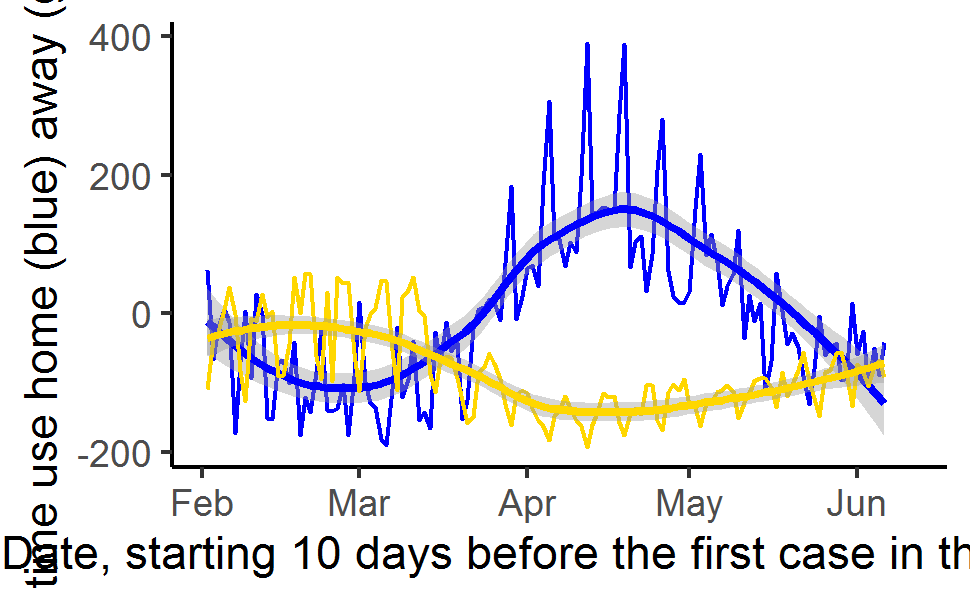 time use home (blue) away (
400
200
0
-200
Feb Mar Apr May Jun
Date, starting 10 days before the first case in th